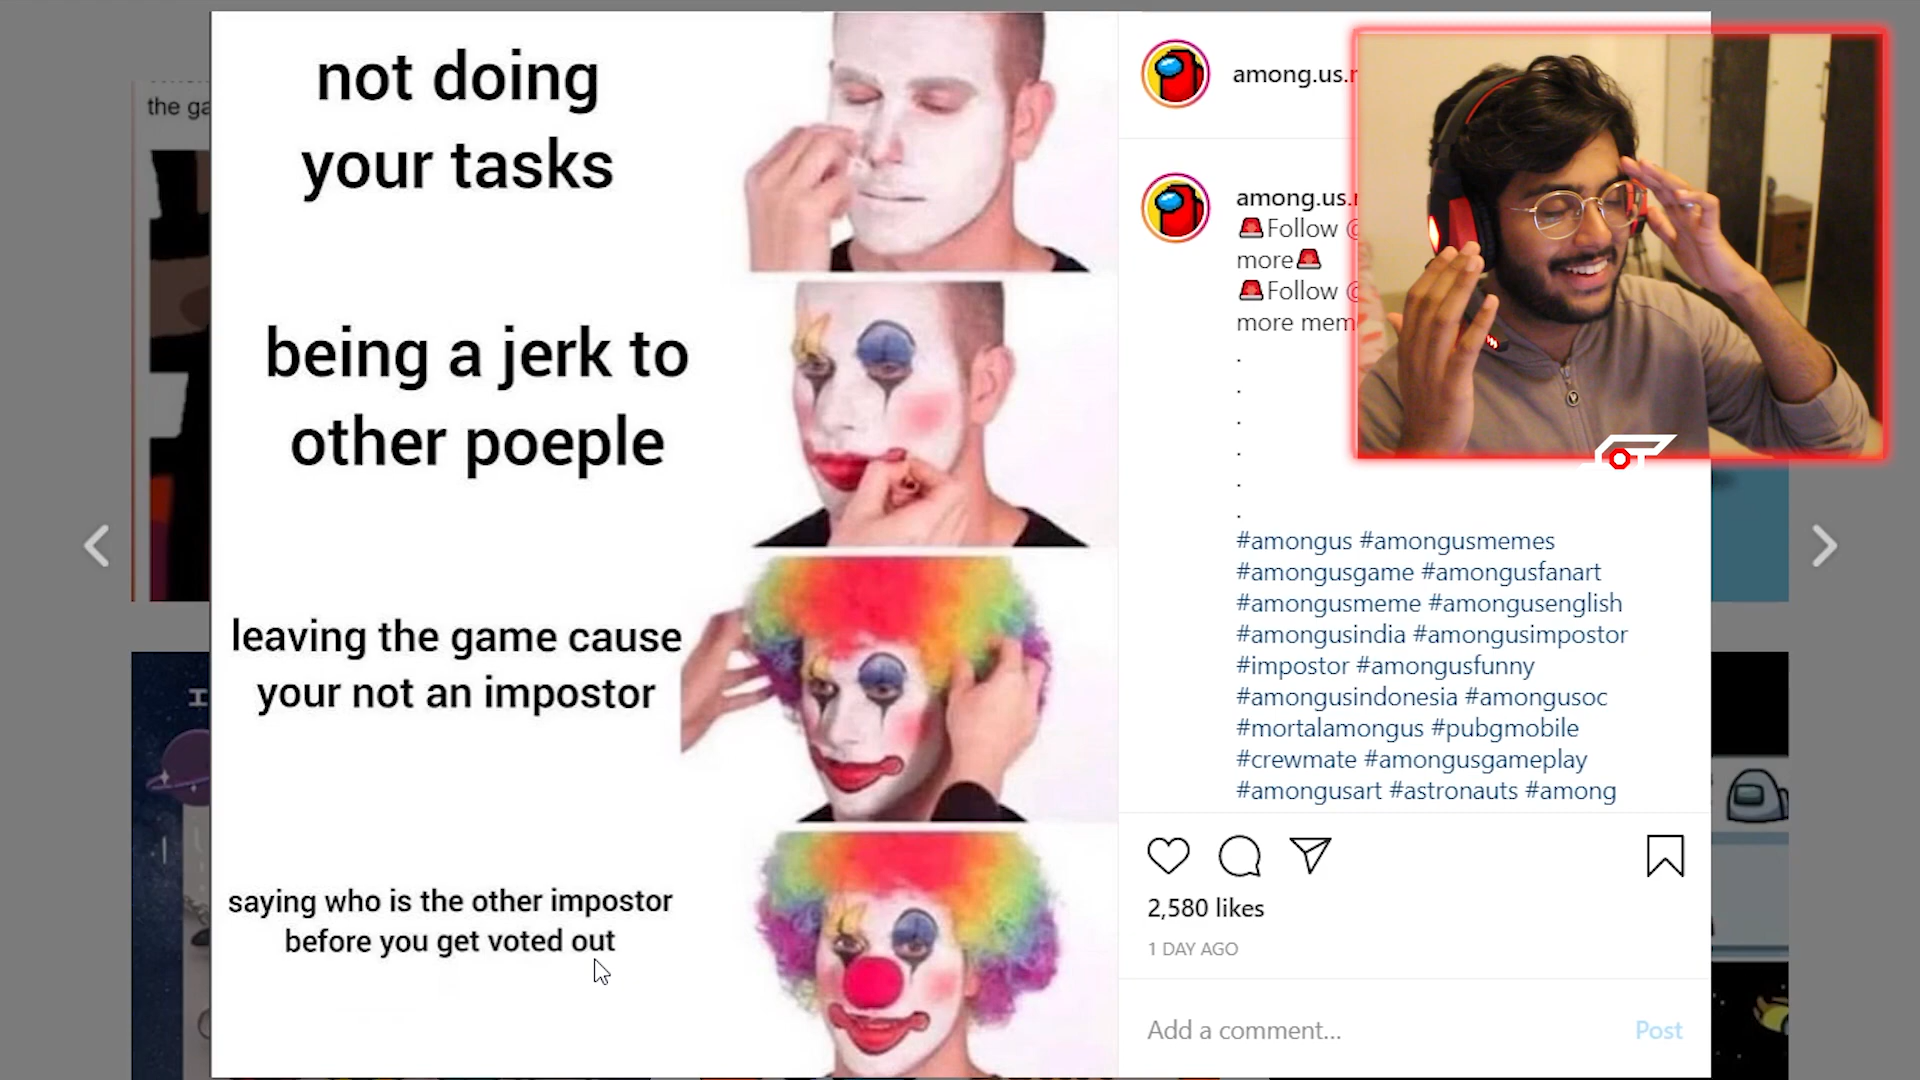 the ga
not doing
your tasks
being a jerk to
other poeple
leaving the game cause
your not an impostor
saying who is the other impostor
before you get voted out
among.us.
among.us.
🚨Follow
more🚨
🚨Follow
more mem
.
.
.
.
.
.
#amongus #amongusmemes
#amongusgame #amongusfanart
#amongusmeme #amongusenglish
#amongusindia #amongusimpostor
#impostor #amongusfunny
#amongusindonesia #amongusoc
#mortalamongus #pubgmobile
#crewmate #amongusgameplay
#amongusart #astronauts #among
2,580 likes
1 DAY AGO
Add a comment...
Post